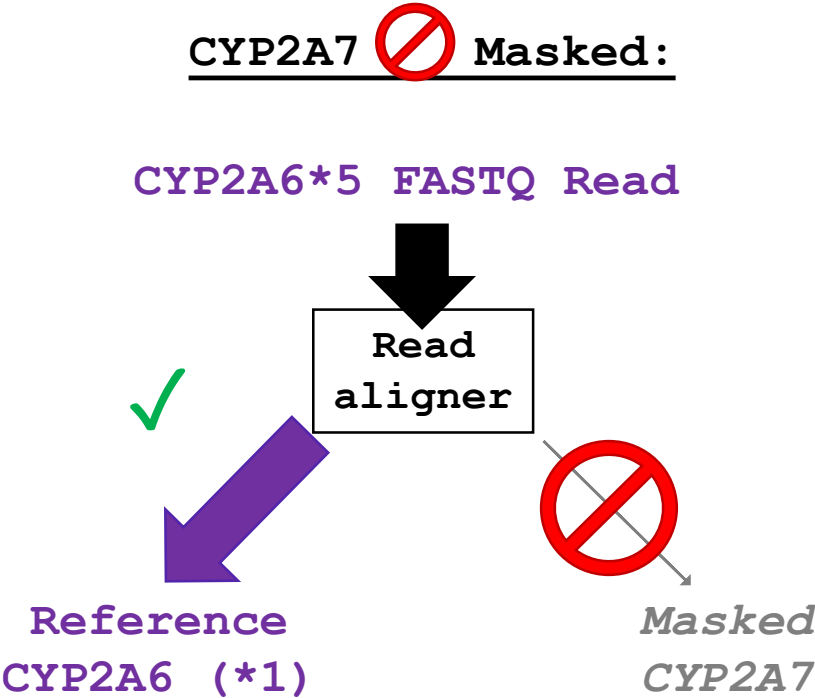 CYP2A7 Masked:
CYP2A6*5 FASTQ Read
Read
aligner
Reference
CYP2A6 (*1)
Masked
CYP2A7